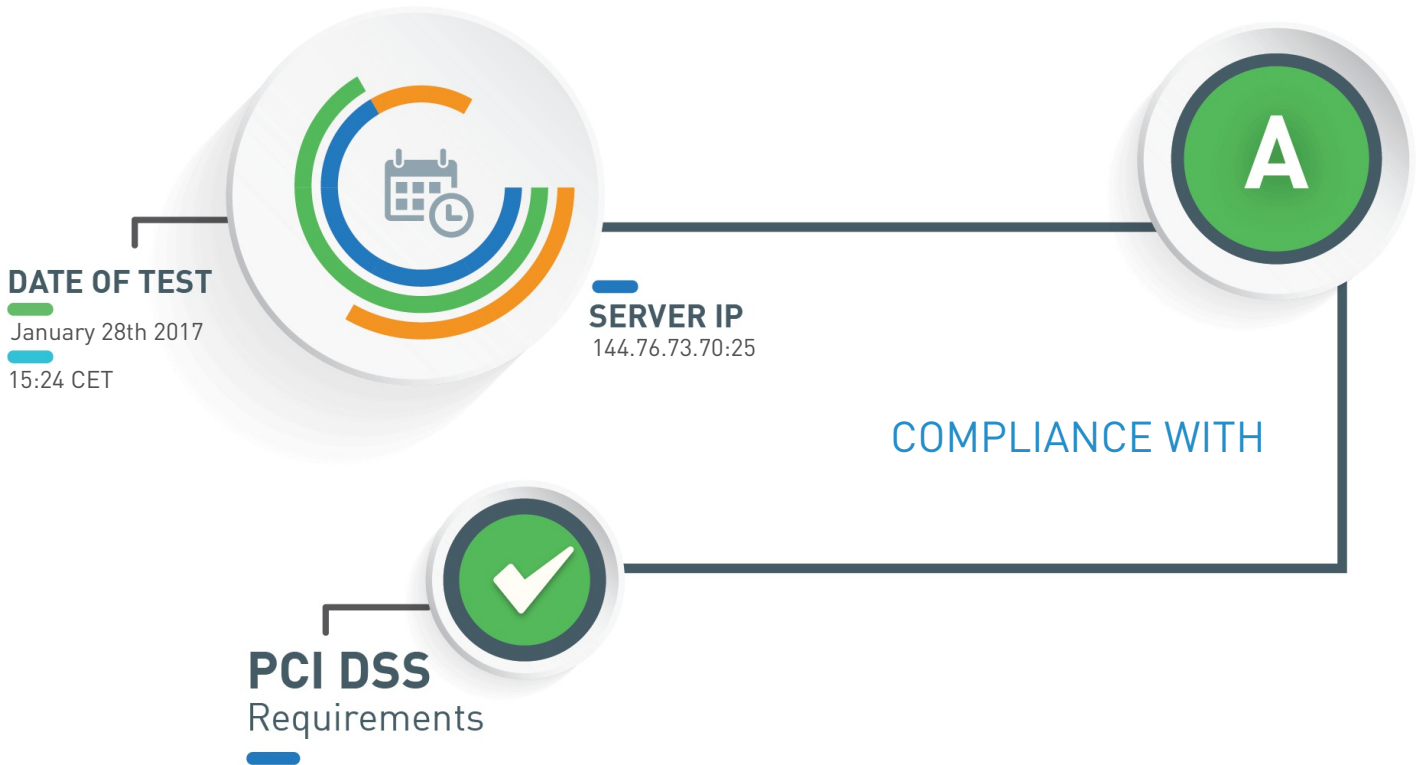 A
DATE OF TEST
January 28th 2017
15:24 CET
SERVER IP
144.76.73.70:25
COMPLIANCE WITH
PCI DSS
Requirements